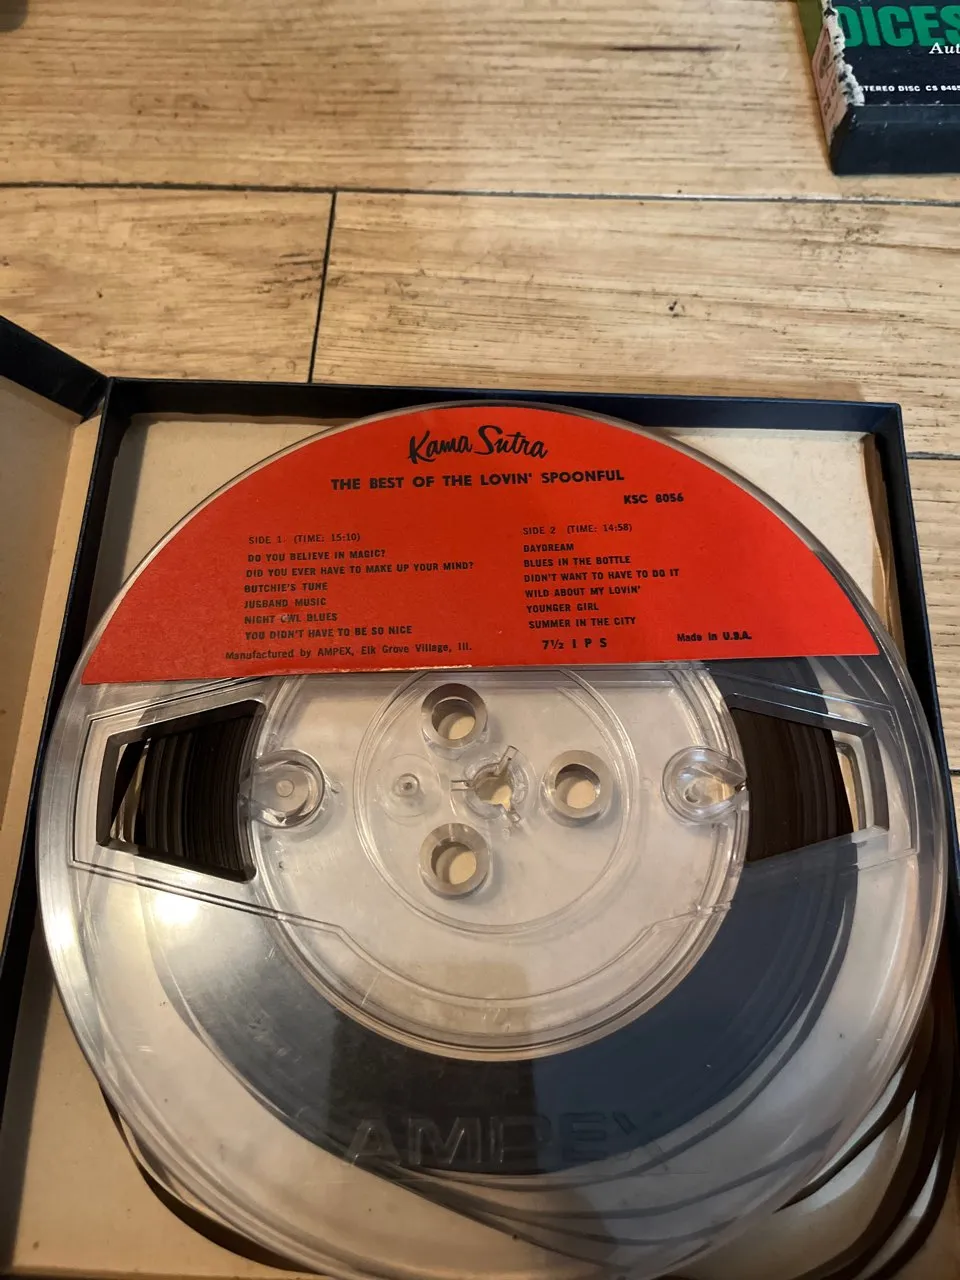 DICES
Aut
STEREO DISC CS 8465
Kama Sutra
THE BEST OF THE LOVIN' SPOONFUL
KSC 8056
SIDE 1 (TIME: 15:10)
DO YOU BELIEVE IN MAGIC?
DID YOU EVER HAVE TO MAKE UP YOUR MIND?
BUTCHIE'S TUNE
JUGBAND MUSIC
NIGHT OWL BLUES
YOU DIDN'T HAVE TO BE SO NICE
Manufactured by AMPEX, Elk Grove Village, Ill.
SIDE 2 (TIME: 14:58)
DAYDREAM
BLUES IN THE BOTTLE
DIDN'T WANT TO HAVE TO DO IT
WILD ABOUT MY LOVIN'
YOUNGER GIRL
SUMMER IN THE CITY
7½ I P S
Made in U.S.A.
AMPEX